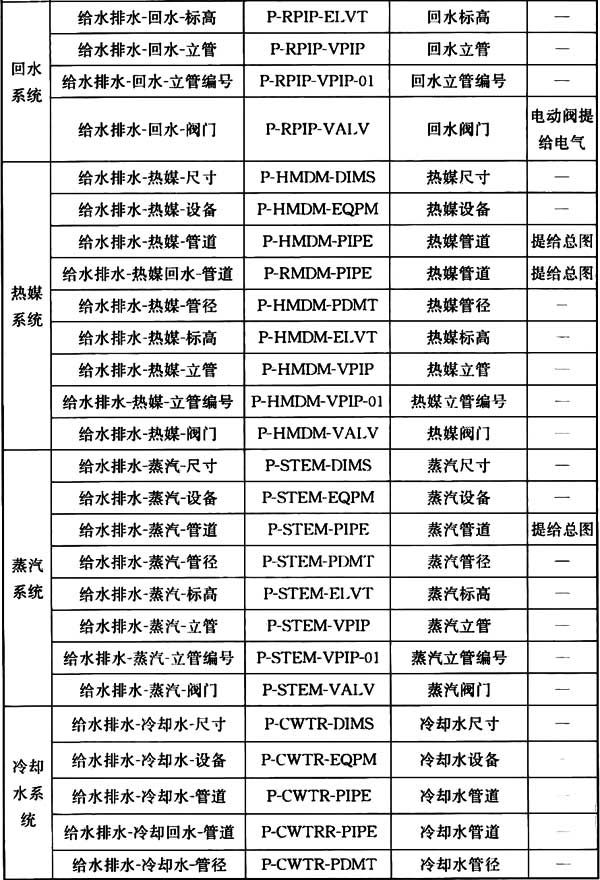 回水系统
给水排水-回水-标高 P-RPIP-ELVT 回水标高 —
给水排水-回水-立管 P-RPIP-VPIP 回水立管 —
给水排水-回水-立管编号 P-RPIP-VPIP-01 回水立管编号 —
给水排水-回水-阀门 P-RPIP-VALV 回水阀门 电动阀提给电气
热媒系统
给水排水-热媒-尺寸 P-HMDM-DIMS 热媒尺寸 —
给水排水-热媒-设备 P-HMDM-EQPM 热媒设备 —
给水排水-热媒-管道 P-HMDM-PIPE 热媒管道 提给总图
给水排水-热媒回水-管道 P-RMDM-PIPE 热媒管道 提给总图
给水排水-热媒-管径 P-HMDM-PDMT 热媒管径 —
给水排水-热媒-标高 P-HMDM-ELVT 热媒标高 —
给水排水-热媒-立管 P-HMDM-VPIP 热媒立管 —
给水排水-热媒-立管编号 P-HMDM-VPIP-01 热媒立管编号 —
给水排水-热媒-阀门 P-HMDM-VALV 热媒阀门 —
蒸汽系统
给水排水-蒸汽-尺寸 P-STEM-DIMS 蒸汽尺寸 —
给水排水-蒸汽-设备 P-STEM-EQPM 蒸汽设备 —
给水排水-蒸汽-管道 P-STEM-PIPE 蒸汽管道 提给总图
给水排水-蒸汽-管径 P-STEM-PDMT 蒸汽管径 —
给水排水-蒸汽-标高 P-STEM-ELVT 蒸汽标高 —
给水排水-蒸汽-立管 P-STEM-VPIP 蒸汽立管 —
给水排水-蒸汽-立管编号 P-STEM-VPIP-01 蒸汽立管编号 —
给水排水-蒸汽-阀门 P-STEM-VALV 蒸汽阀门 —
冷却水系统
给水排水-冷却水-尺寸 P-CWTR-DIMS 冷却水尺寸 —
给水排水-冷却水-设备 P-CWTR-EQPM 冷却水设备 —
给水排水-冷却水-管道 P-CWTR-PIPE 冷却水管道 —
给水排水-冷却回水-管道 P-CWTRR-PIPE 冷却水管道 —
给水排水-冷却水-管径 P-CWTR-PDMT 冷却水管径 —